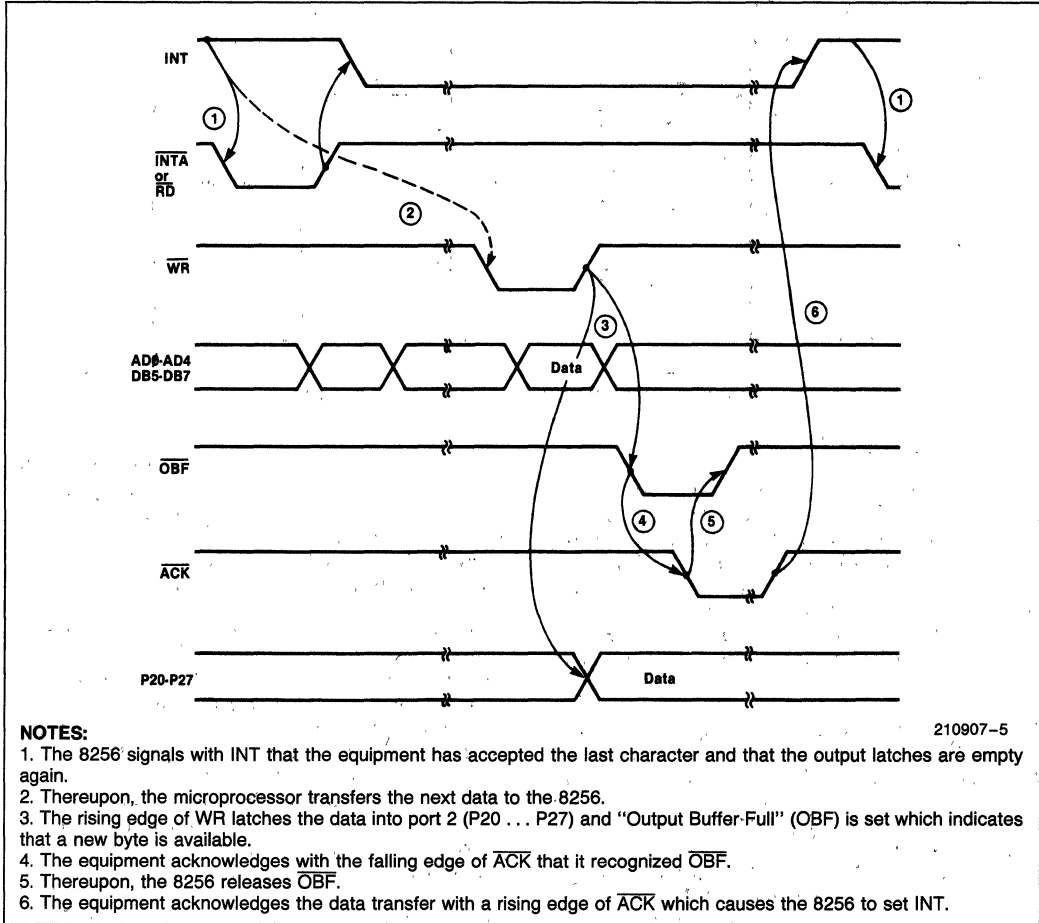 INT
①
①
INTA
or
RD
②
WR
③
⑥
AD0-AD4
DB5-DB7
Data
OBF
④
⑤
ACK
P20-P27
Data
NOTES:
210907-5
1. The 8256 signals with INT that the equipment has accepted the last character and that the output latches are empty
again.
2. Thereupon, the microprocessor transfers the next data to the 8256.
3. The rising edge of WR latches the data into port 2 (P20 . . . P27) and "Output Buffer Full" (OBF) is set which indicates
that a new byte is available.
4. The equipment acknowledges with the falling edge of ACK that it recognized OBF.
5. Thereupon, the 8256 releases OBF.
6. The equipment acknowledges the data transfer with a rising edge of ACK which causes the 8256 to set INT.